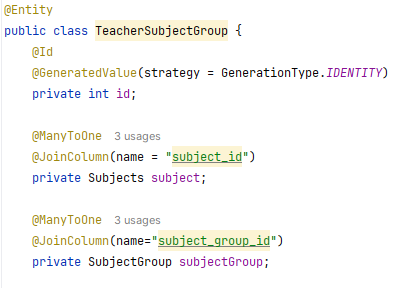 @Entity
public class TeacherSubjectGroup {
@Id
@GeneratedValue(strategy = GenerationType.IDENTITY)
private int id;
@ManyToOne 3 usages
@JoinColumn(name = "subject_id")
private Subjects subject;
@ManyToOne 3 usages
@JoinColumn(name="subject_group_id")
private SubjectGroup subjectGroup;